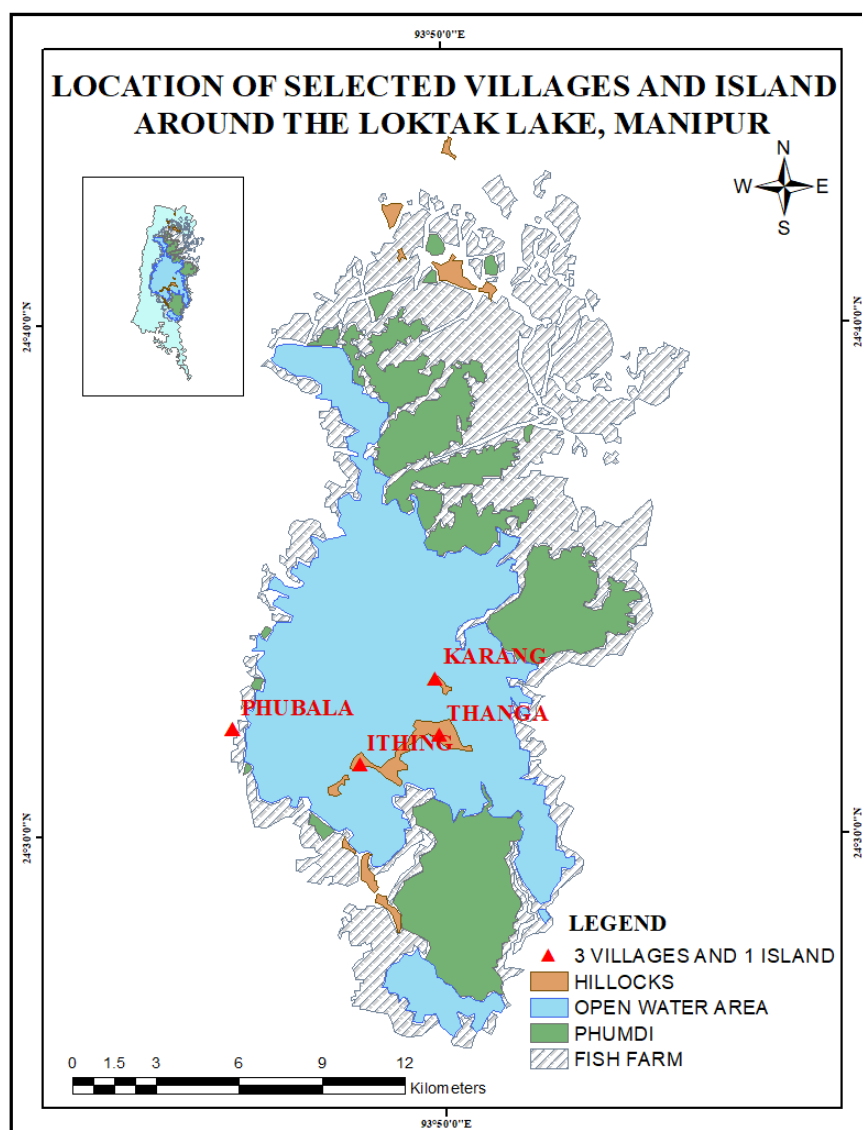 93°50'0"E
LOCATION OF SELECTED VILLAGES AND ISLAND
AROUND THE LOKTAK LAKE, MANIPUR
N
W E
S
24°40'0"N
24°40'0"N
KARANG
PHUBALA
THANGA
ITHING
24°30'0"N
24°30'0"N
LEGEND
3 VILLAGES AND 1 ISLAND
HILLOCKS
OPEN WATER AREA
PHUMDI
FISH FARM
0 1.5 3 6 9 12
Kilometers
93°50'0"E